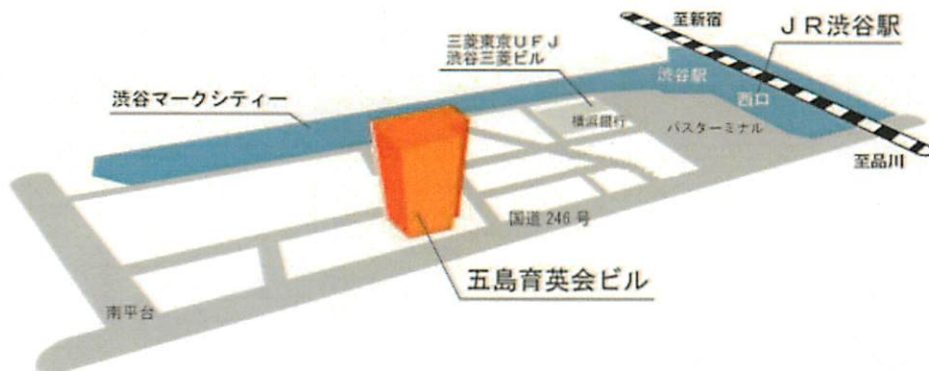 至新宿
JR渋谷駅
三菱東京UFJ
渋谷三菱ビル
渋谷駅
渋谷マークシティー
西口
横浜銀行
バスターミナル
至品川
国道246号
五島育英会ビル
南平台